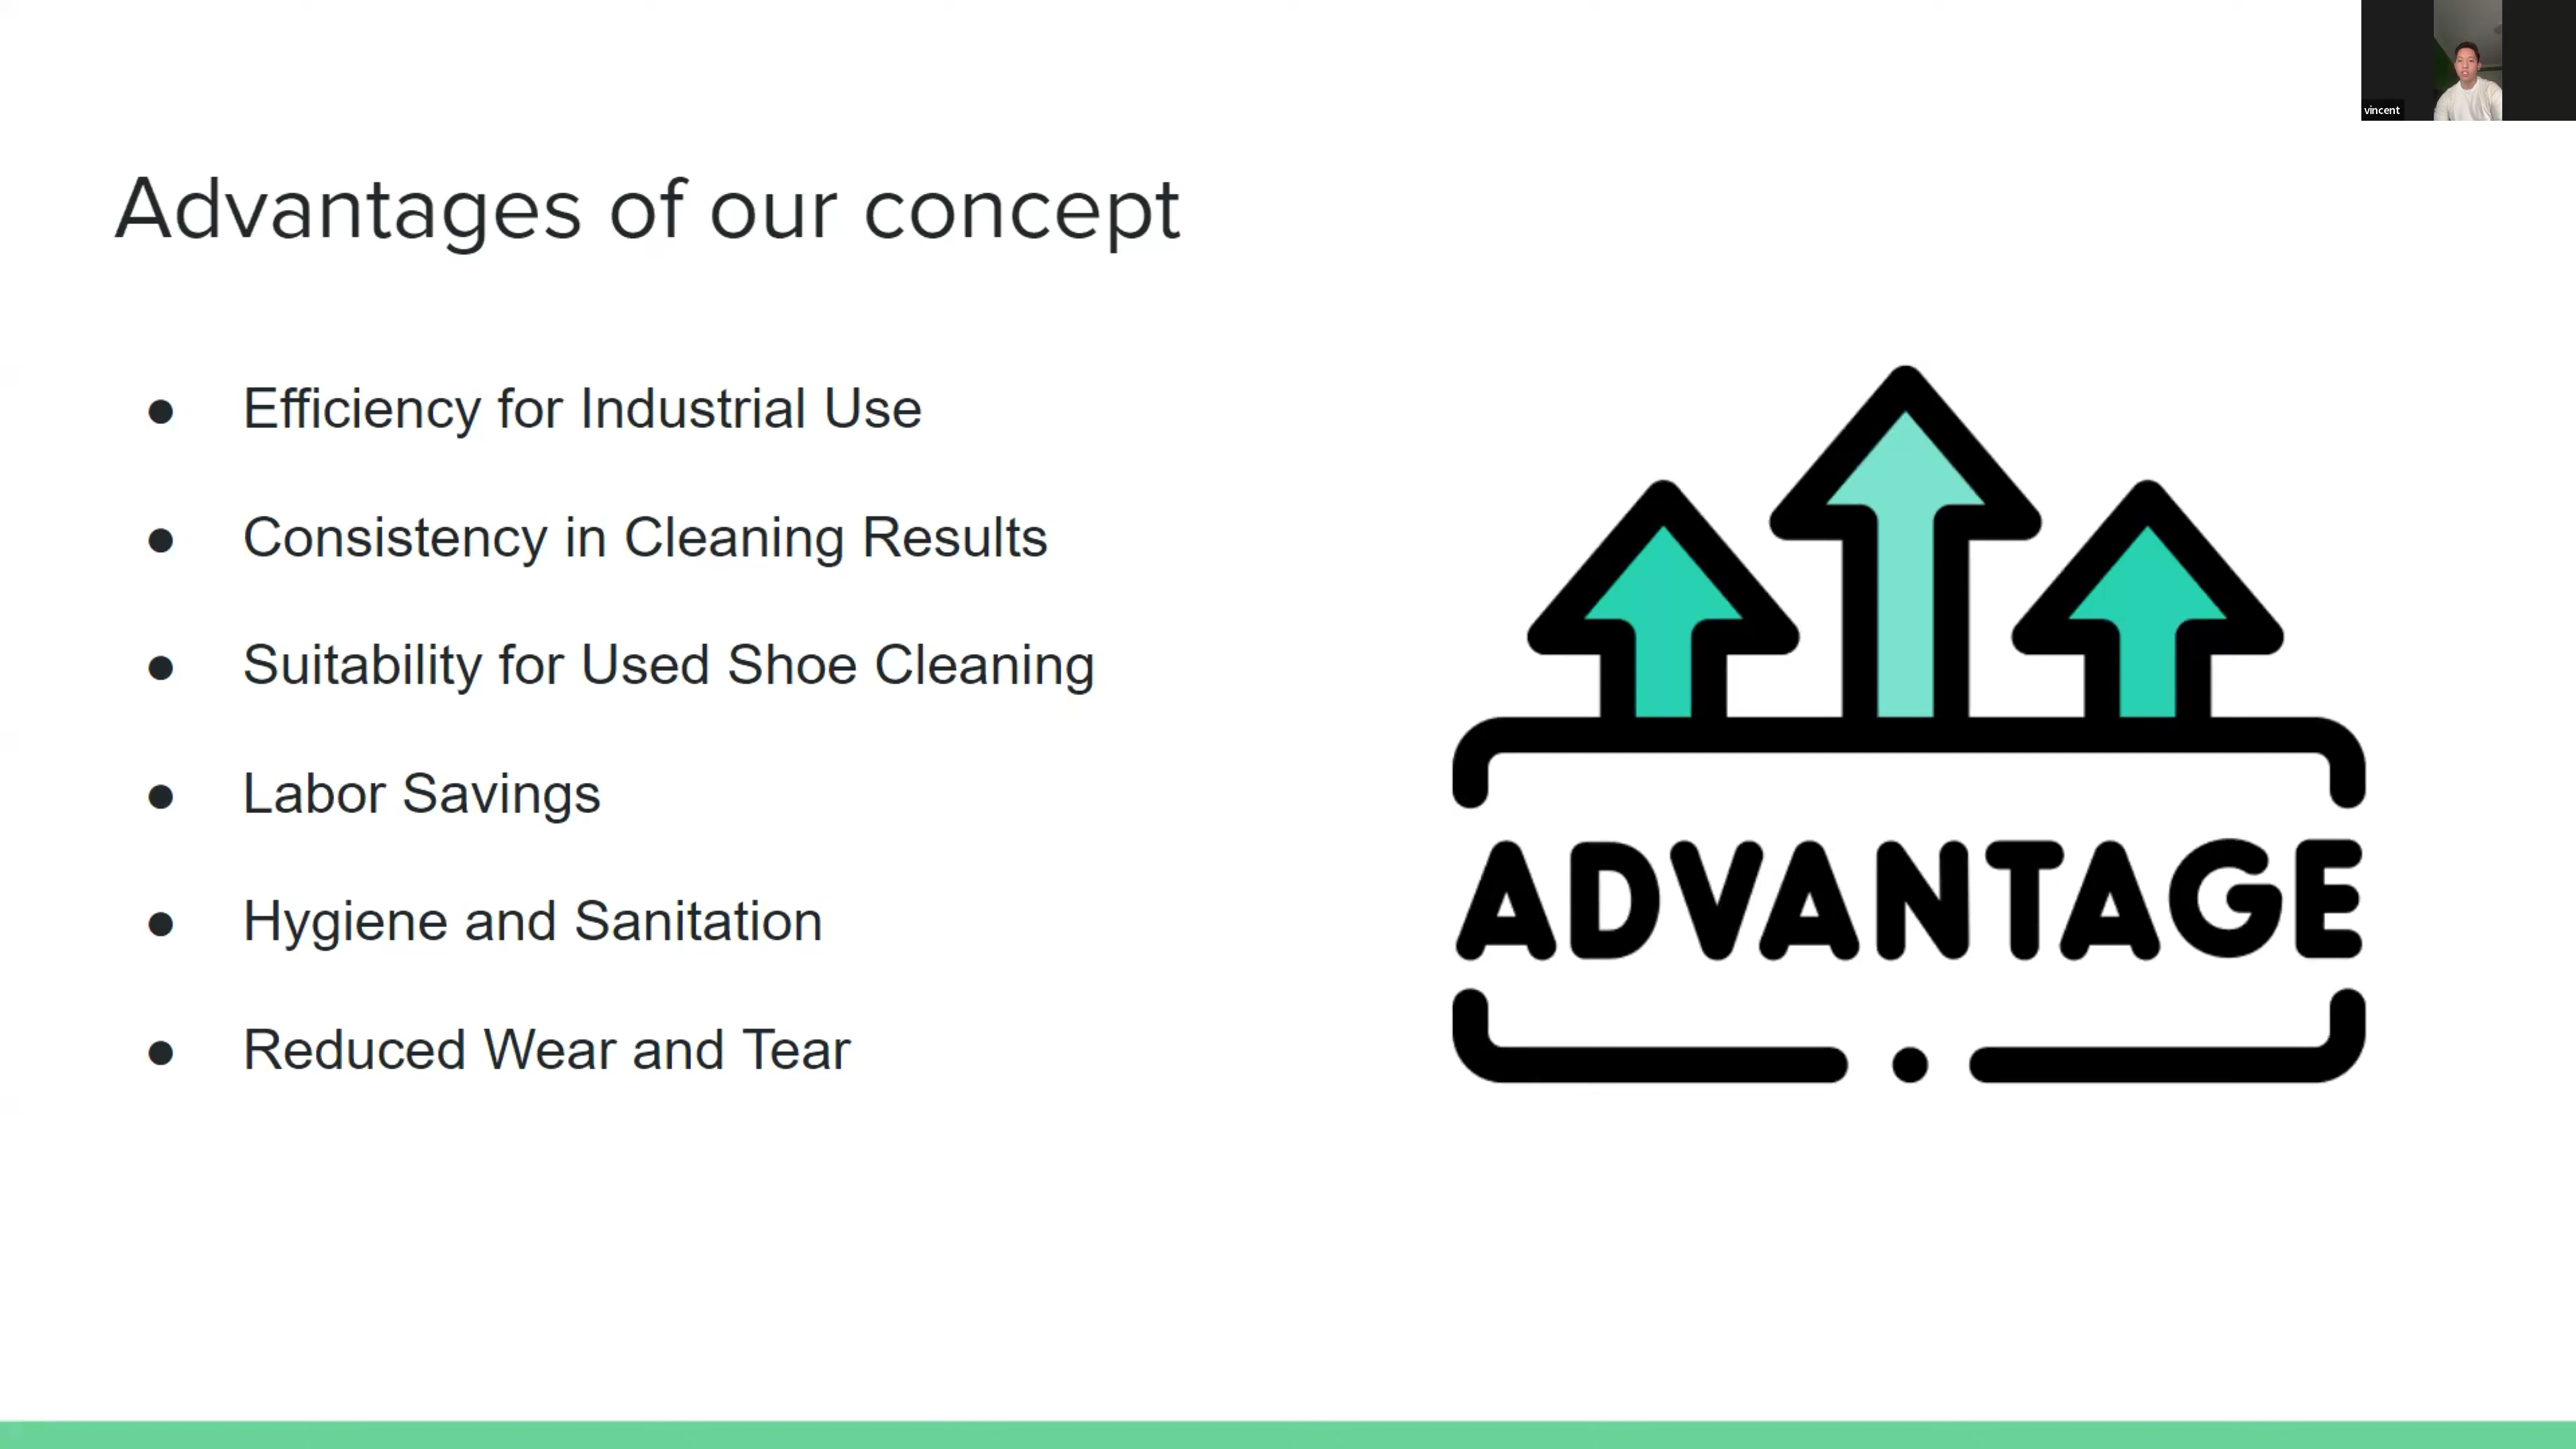 vincent
Advantages of our concept
● Efficiency for Industrial Use
● Consistency in Cleaning Results
● Suitability for Used Shoe Cleaning
● Labor Savings
● Hygiene and Sanitation
● Reduced Wear and Tear
ADVANTAGE